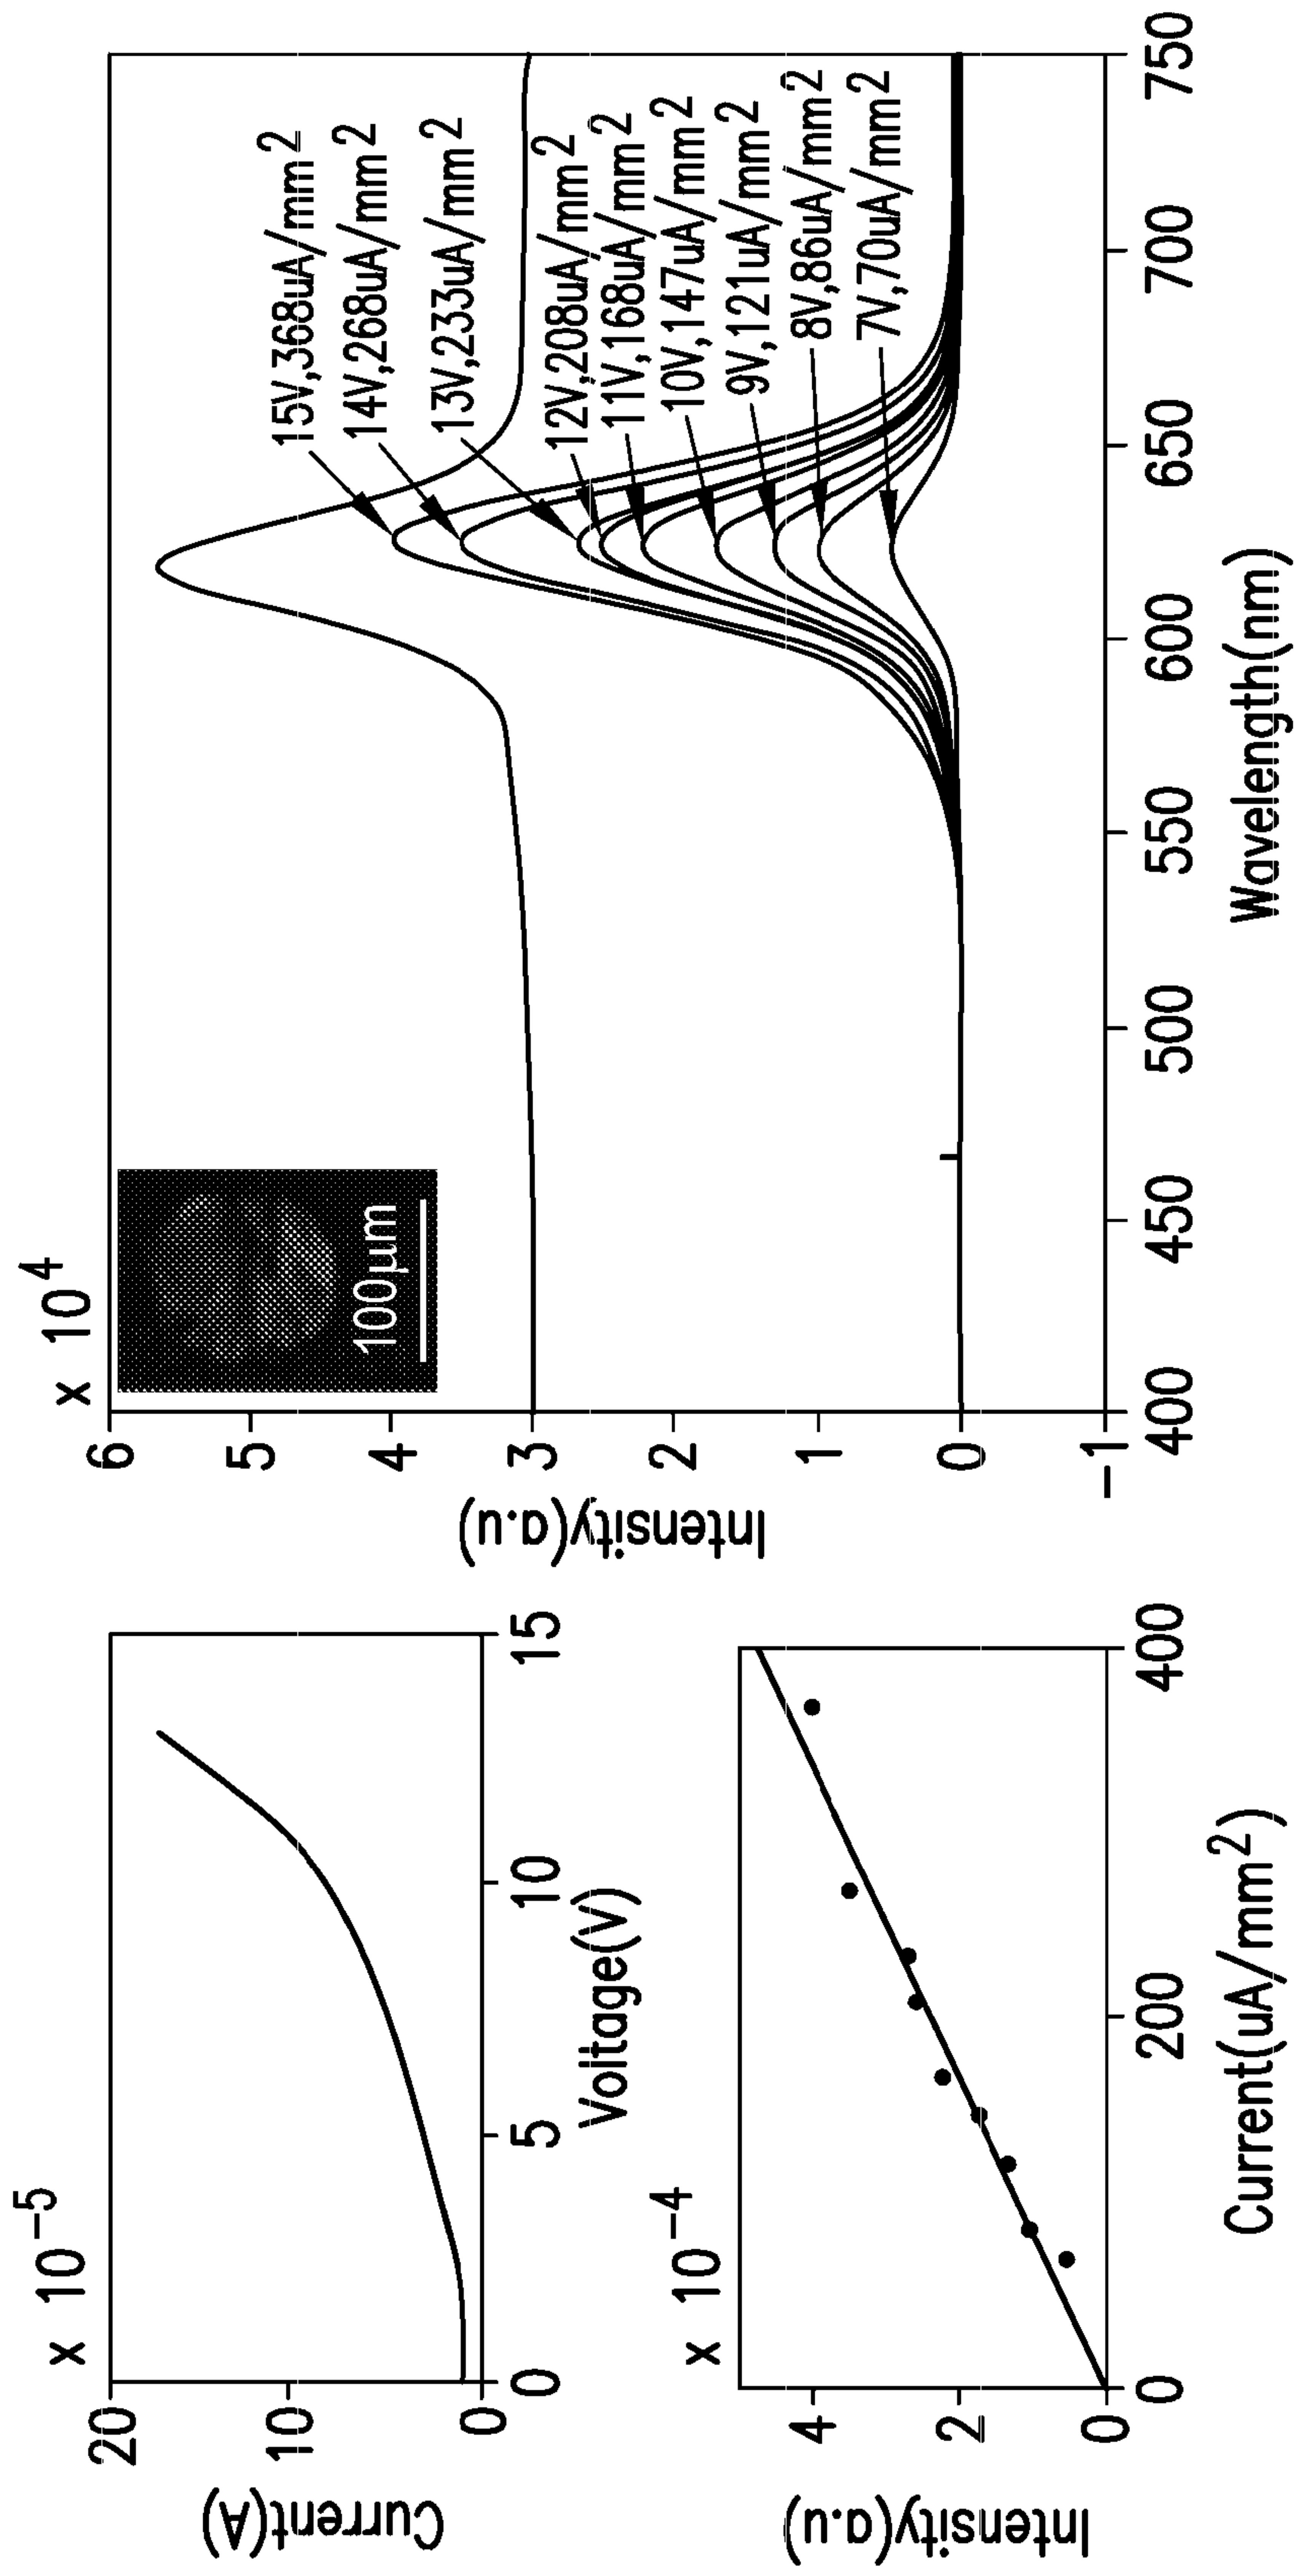 x 10-5
20
10
0
Current(A)
0
5
10
15
Voitage(V)
x 10-4
4
2
0
Intensity(a.u)
0
200
400
Current(uA/mm2)
x 10 4
6
5
4
3
2
1
0
-1
Intensity(a.u)
100μm
15V,368uA/mm2
14V,268uA/mm2
13V,233uA/mm2
12V,208uA/mm2
11V,168uA/mm2
10V,147uA/mm2
9V,121uA/mm2
8V,86uA/mm2
7V,70uA/mm2
400
450
500
550
600
650
700
750
Wavelength(nm)